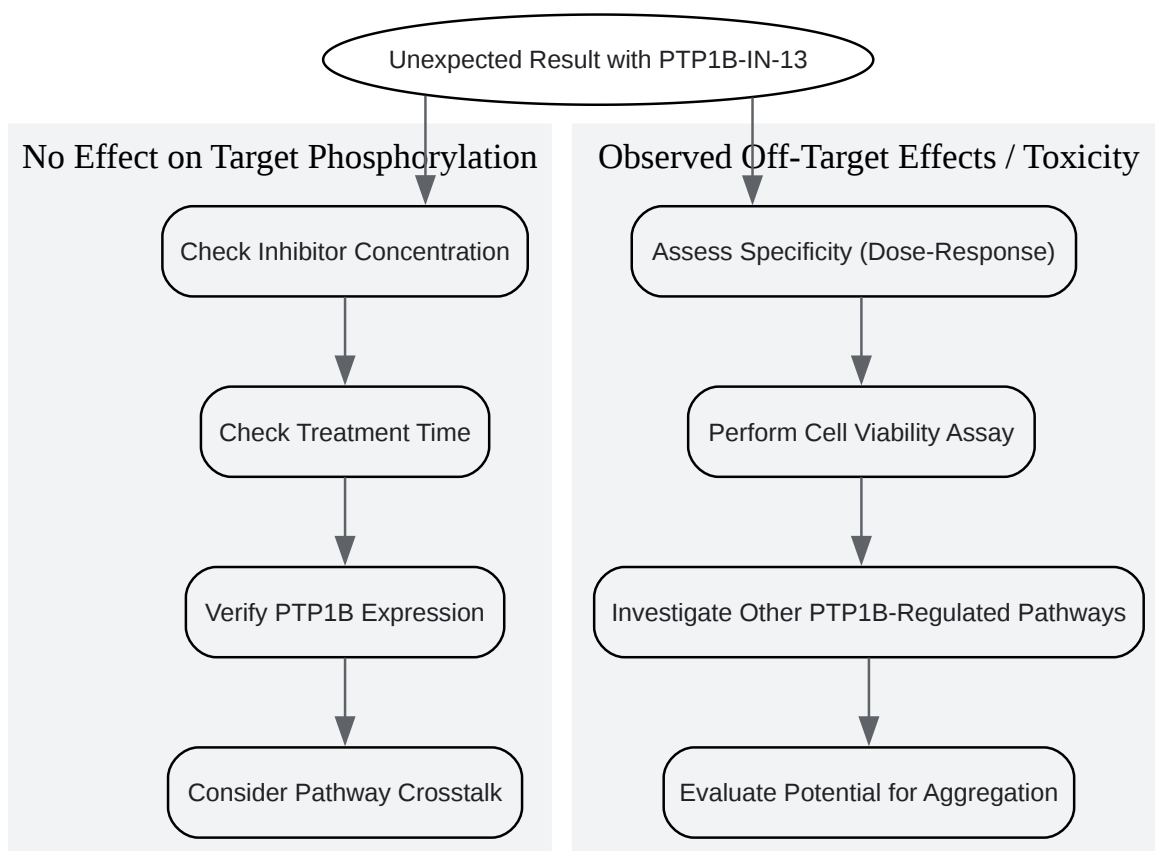 Unexpected Result with PTP1B-IN-13
No Effect on Target Phosphorylation
Check Inhibitor Concentration
Check Treatment Time
Verify PTP1B Expression
Consider Pathway Crosstalk
Observed Off-Target Effects / Toxicity
Assess Specificity (Dose-Response)
Perform Cell Viability Assay
Investigate Other PTP1B-Regulated Pathways
Evaluate Potential for Aggregation